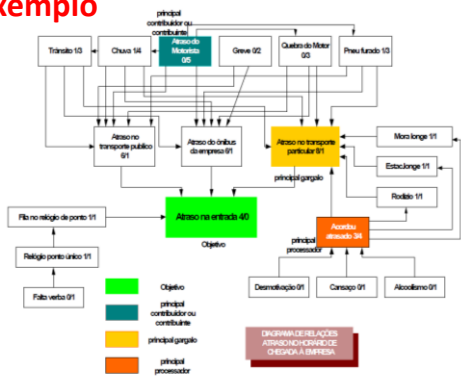 xemplo
principal
contribuidor ou
contribuinte
Trânsito 1/3
Chuva 1/4
Atraso do
Motorista
0/5
Greve 0/2
Quebra do Motor
0/3
Pneu furado 1/3
Atraso no
transporte publico
6/1
Atraso do ônibus
da empresa 6/1
Atraso no transporte
particular 8/1
Mora longe 1/1
Estac.longe 1/1
Rodízio 1/1
principal gargalo
Fila no relógio de ponto 1/1
Atraso na entrada 4/0
Objetivo
Acordou
atrasado 3/4
principal
processador
Relógio ponto único 1/1
Falta verba 0/1
Desmotivação 0/1
Cansaço 0/1
Alcoolismo 0/1
Objetivo
principal
contribuidor ou
contribuinte
principal gargalo
principal
processador
DIAGRAMA DE RELAÇÕES
ATRASO NO HORÁRIO DE
CHEGADA À EMPRESA